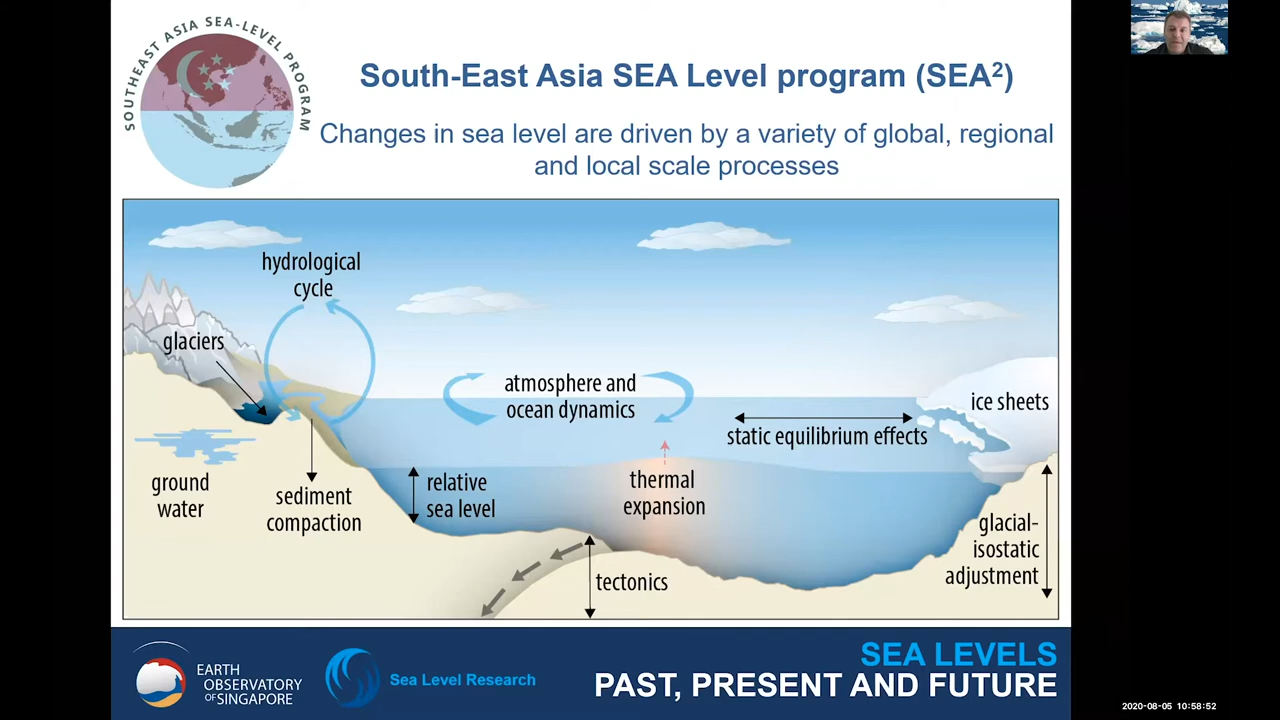 SOUTHEAST ASIA SEA-LEVEL PROGRAM
South-East Asia SEA Level program (SEA²)
Changes in sea level are driven by a variety of global, regional
and local scale processes
hydrological
cycle
glaciers
atmosphere and
ocean dynamics
ice sheets
static equilibrium effects
ground
water
sediment
compaction
relative
sea level
thermal
expansion
glacial-
isostatic
adjustment
tectonics
EARTH
OBSERVATORY
OF SINGAPORE
Sea Level Research
SEA LEVELS
PAST, PRESENT AND FUTURE
2020-08-05 10:58:52